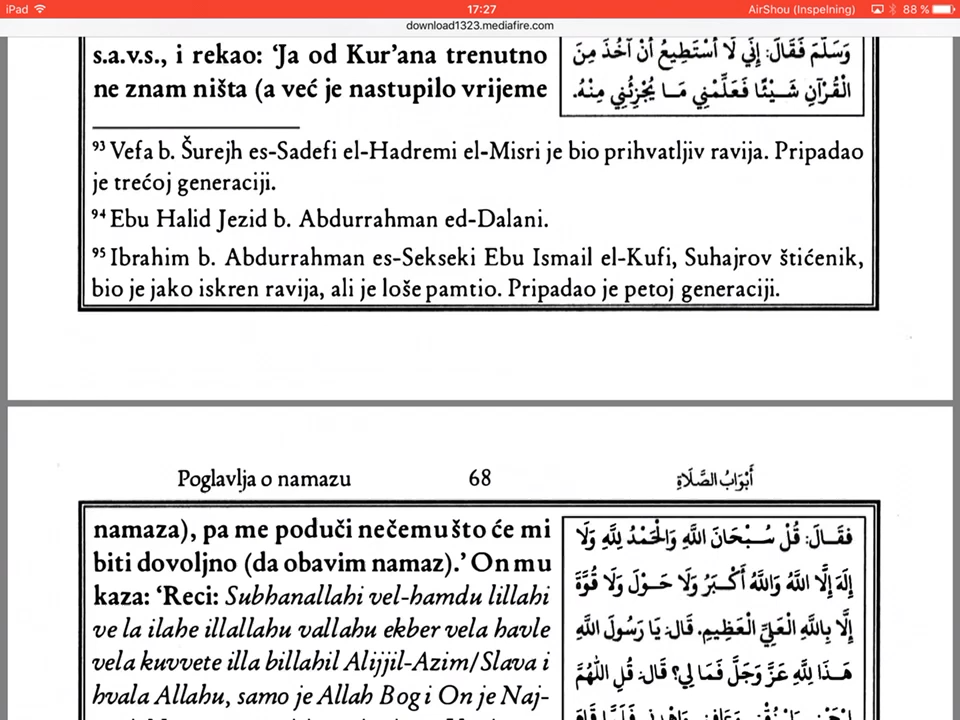 iPad 17:27 AirShou (Inspelning) 88 %
download1323.mediafire.com
s.a.v.s., i rekao: ‘Ja od Kur’ana trenutno
ne znam ništa (a već je nastupilo vrijeme
وَسَلَّمَ فَقَالَ: إِنِّي لَا أَسْتَطِيعُ أَنْ آخُذَ مِنَ
الْقُرْآنِ شَيْئًا فَعَلِّمْنِي مَا يُجْزِئُنِي مِنْهُ.
93 Vefa b. Šurejh es-Sadefi el-Hadremi el-Misri je bio prihvatljiv ravija. Pripadao
je trećoj generaciji.
94 Ebu Halid Jezid b. Abdurrahman ed-Dalani.
95 Ibrahim b. Abdurrahman es-Sekseki Ebu Ismail el-Kufi, Suhajrov štićenik,
bio je jako iskren ravija, ali je loše pamtio. Pripadao je petoj generaciji.
Poglavlja o namazu 68 أَبْوَابُ الصَّلَاةِ
namaza), pa me poduči nečemu što će mi
biti dovoljno (da obavim namaz).’ On mu
kaza: ‘Reci: Subhanallahi vel-hamdu lillahi
ve la ilahe illallahu vallahu ekber vela havle
vela kuvvete illa billahil Alijjil-Azim/Slava i
hvala Allahu, samo je Allah Bog i On je Naj-
فَقَالَ: قُلْ سُبْحَانَ اللَّهِ وَالْحَمْدُ لِلَّهِ وَلَا
إِلَهَ إِلَّا اللَّهُ وَاللَّهُ أَكْبَرُ وَلَا حَوْلَ وَلَا قُوَّةَ
إِلَّا بِاللَّهِ الْعَلِيِّ الْعَظِيمِ. قَالَ: يَا رَسُولَ اللَّهِ
هَذَا لِلَّهِ عَزَّ وَجَلَّ فَمَا لِي؟ قَالَ: قُلِ اللَّهُمَّ